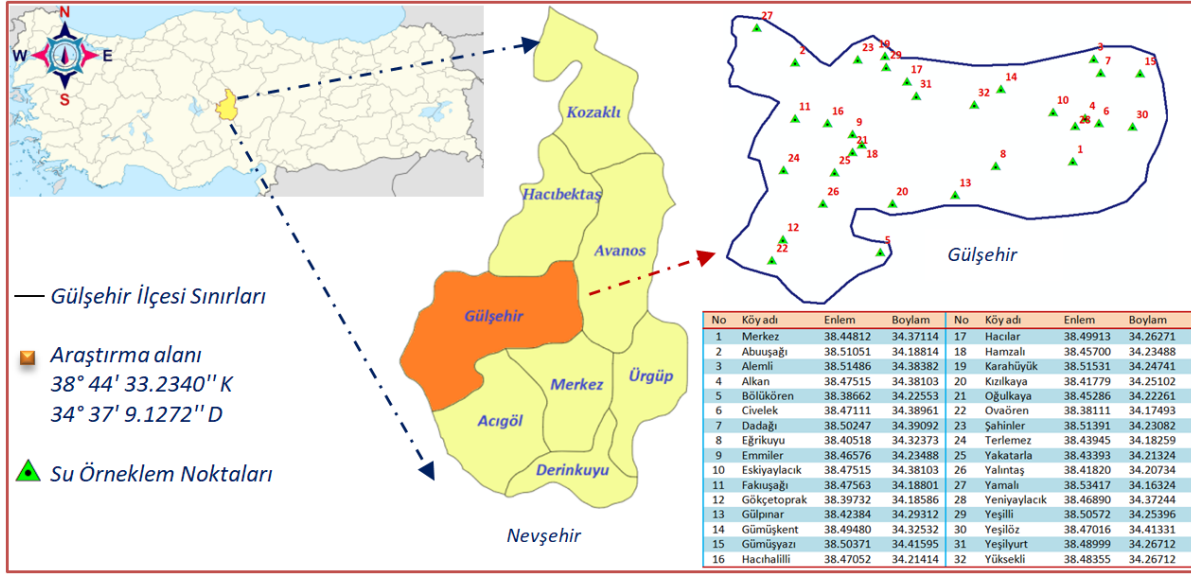 N
W
E
S
Kozaklı
Hacıbektaş
Avanos
Gülşehir
Ürgüp
Merkez
Acıgöl
Derinkuyu
Nevşehir
Gülşehir İlçesi Sınırları
Araştırma alanı
38° 44' 33.2340'' K
34° 37' 9.1272'' D
Su Örneklem Noktaları
27
2
23
19
29
17
31
14
32
3
7
19
10
4
28
6
30
1
8
11
16
9
21
18
25
24
26
20
13
12
22
5
Gülşehir
No Köy adı Enlem Boylam No Köy adı Enlem Boylam
1 Merkez 38.44812 34.37114 17 Hacılar 38.49913 34.26271
2 Abuuşağı 38.51051 34.18814 18 Hamzalı 38.45700 34.23488
3 Alemli 38.51486 34.38382 19 Karahüyük 38.51531 34.24741
4 Alkan 38.47515 34.38103 20 Kızılkaya 38.41779 34.25102
5 Bölükören 38.38662 34.22553 21 Oğulkaya 38.45286 34.22261
6 Civelek 38.47111 34.38961 22 Ovaören 38.38111 34.17493
7 Dadağı 38.50247 34.39092 23 Şahinler 38.51391 34.23082
8 Eğrikuyu 38.40518 34.32373 24 Terlemez 38.43945 34.18259
9 Emmiler 38.46576 34.23488 25 Yakatarla 38.43393 34.21324
10 Eskiyaylacık 38.47515 34.38103 26 Yalıntaş 38.41820 34.20734
11 Fakıuşağı 38.47563 34.18801 27 Yamalı 38.53417 34.16324
12 Gökçetoprak 38.39732 34.18586 28 Yeniyaylacık 38.46890 34.37244
13 Gülpınar 38.42384 34.29312 29 Yeşilli 38.50572 34.25396
14 Gümüşkent 38.49480 34.32532 30 Yeşilöz 38.47016 34.41331
15 Gümüşyazı 38.50371 34.41595 31 Yeşilyurt 38.48999 34.26712
16 Hacıhalilli 38.47052 34.21414 32 Yüksekli 38.48355 34.26712